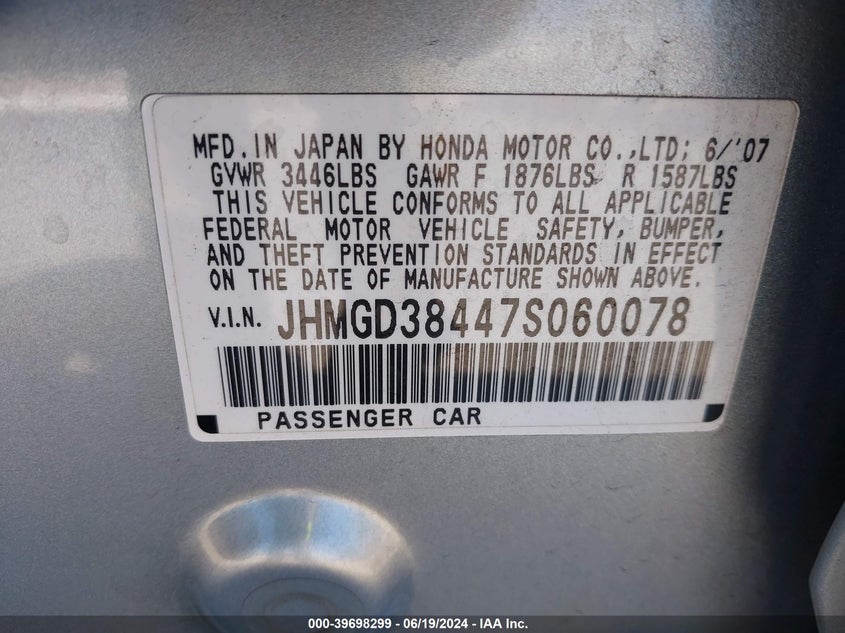 MFD. IN JAPAN BY HONDA MOTOR CO.,LTD; 6/'07
GVWR 3446LBS GAWR F 1876LBS R 1587LBS
THIS VEHICLE CONFORMS TO ALL APPLICABLE
FEDERAL MOTOR VEHICLE SAFETY, BUMPER,
AND THEFT PREVENTION STANDARDS IN EFFECT
ON THE DATE OF MANUFACTURE SHOWN ABOVE.
V.I.N. JHMGD38447S060078
PASSENGER CAR
000-39698299 - 06/19/2024 - IAA Inc.